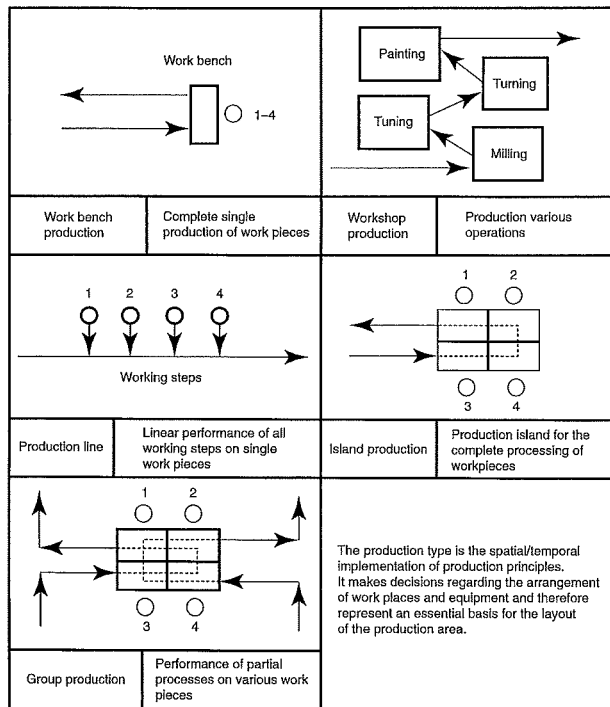 Work bench
1–4
Work bench
production
Complete single
production of work pieces
Painting
Turning
Tuning
Milling
Workshop
production
Production various
operations
1 2 3 4
Working steps
Production line
Linear performance of all
working steps on single
work pieces
1 2
3 4
Island production
Production island for the
complete processing of
workpieces
1 2
3 4
Group production
Performance of partial
processes on various work
pieces
The production type is the spatial/temporal
implementation of production principles.
It makes decisions regarding the arrangement
of work places and equipment and therefore
represent an essential basis for the layout
of the production area.